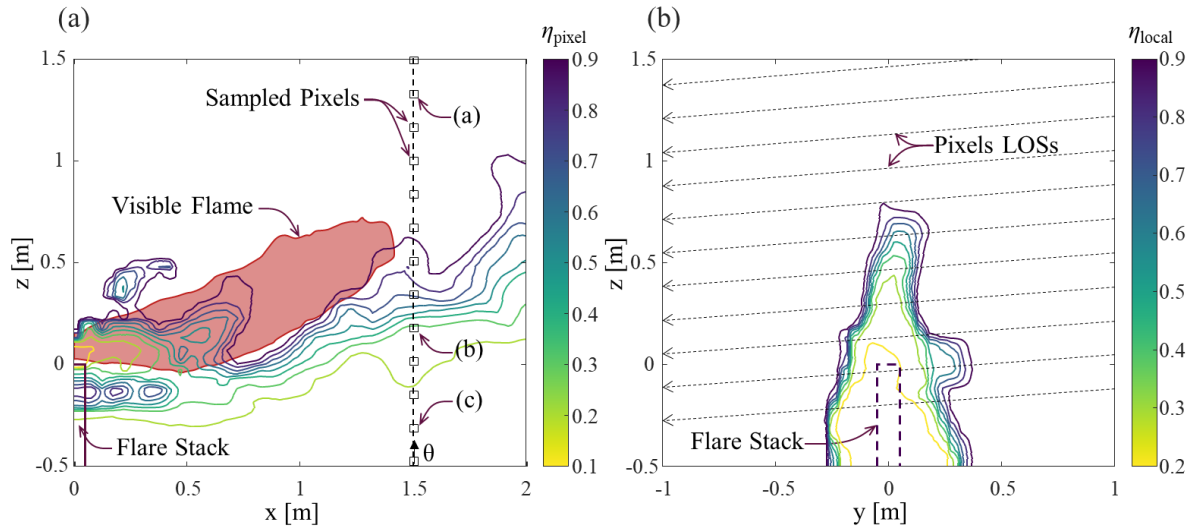 (a)
η_pixel
1.5
1
0.5
0
-0.5
z [m]
0
0.5
1
1.5
2
x [m]
Sampled Pixels
(a)
Visible Flame
(b)
(c)
Flare Stack
θ
0.9
0.8
0.7
0.6
0.5
0.4
0.3
0.2
0.1
(b)
η_local
1.5
1
0.5
0
-0.5
z [m]
-1
-0.5
0
0.5
1
y [m]
Pixels LOSs
Flare Stack
0.9
0.8
0.7
0.6
0.5
0.4
0.3
0.2